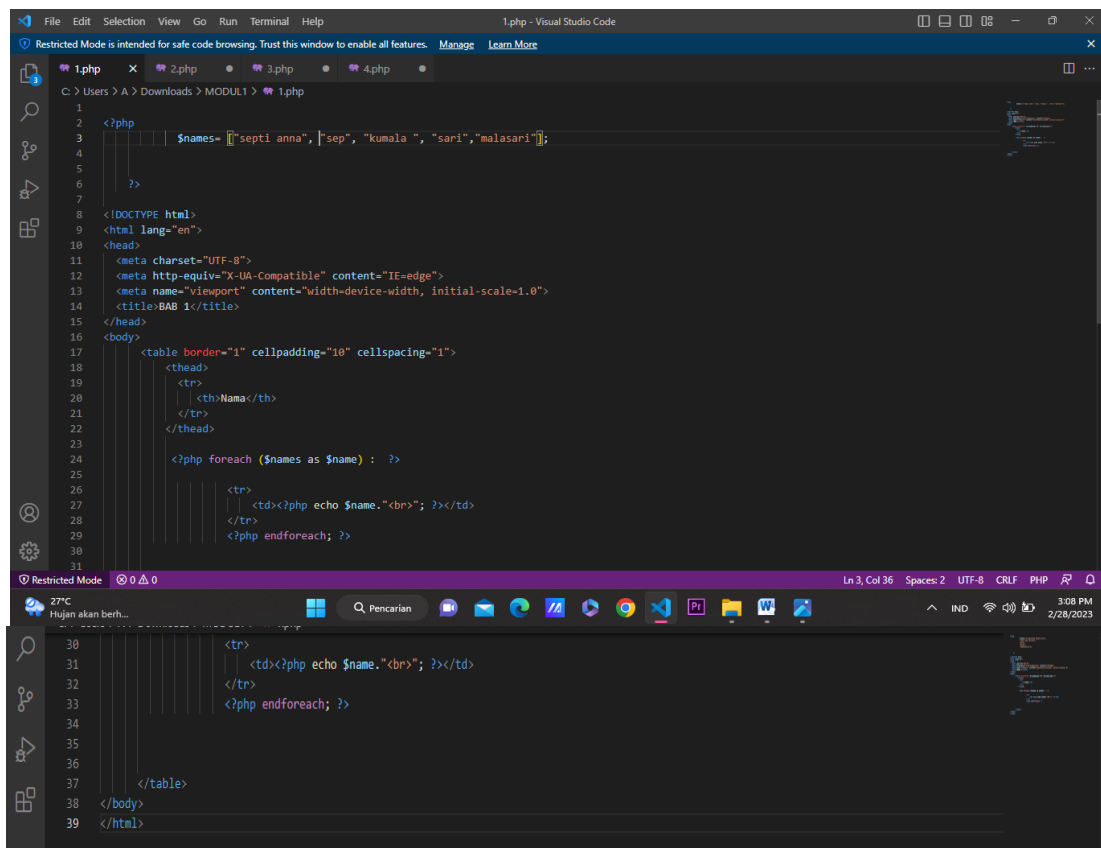 File Edit Selection View Go Run Terminal Help 1.php - Visual Studio Code
Restricted Mode is intended for safe code browsing. Trust this window to enable all features. Manage Learn More
1.php 2.php 3.php 4.php
C: > Users > A > Downloads > MODUL1 > 1.php
3
1
2 <?php
3 $names= ["septi anna", "sep", "kumala ", "sari","malasari"];
4
5
6 ?>
7
8 <!DOCTYPE html>
9 <html lang="en">
10 <head>
11 <meta charset="UTF-8">
12 <meta http-equiv="X-UA-Compatible" content="IE=edge">
13 <meta name="viewport" content="width=device-width, initial-scale=1.0">
14 <title>BAB 1</title>
15 </head>
16 <body>
17 <table border="1" cellpadding="10" cellspacing="1">
18 <thead>
19 <tr>
20 <th>Nama</th>
21 </tr>
22 </thead>
23
24 <?php foreach ($names as $name) : ?>
25
26 <tr>
27 <td><?php echo $name."<br>"; ?></td>
28 </tr>
29 <?php endforeach; ?>
30
31
Restricted Mode 0 0 Ln 3, Col 36 Spaces: 2 UTF-8 CRLF PHP
27°C
Hujan akan berh... Pencarian Pr W IND 3:08 PM
2/28/2023
30 <tr>
31 <td><?php echo $name."<br>"; ?></td>
32 </tr>
33 <?php endforeach; ?>
34
35
36
37 </table>
38 </body>
39 </html>